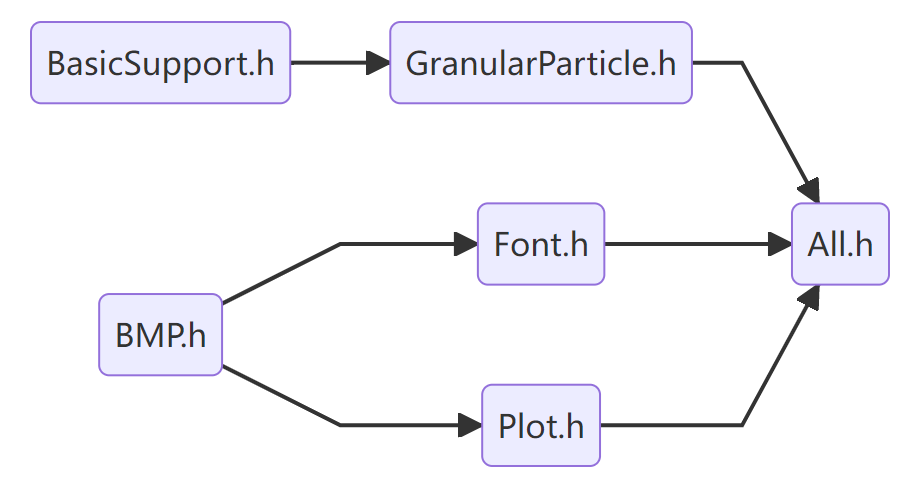 BasicSupport.h
GranularParticle.h
Font.h
All.h
BMP.h
Plot.h